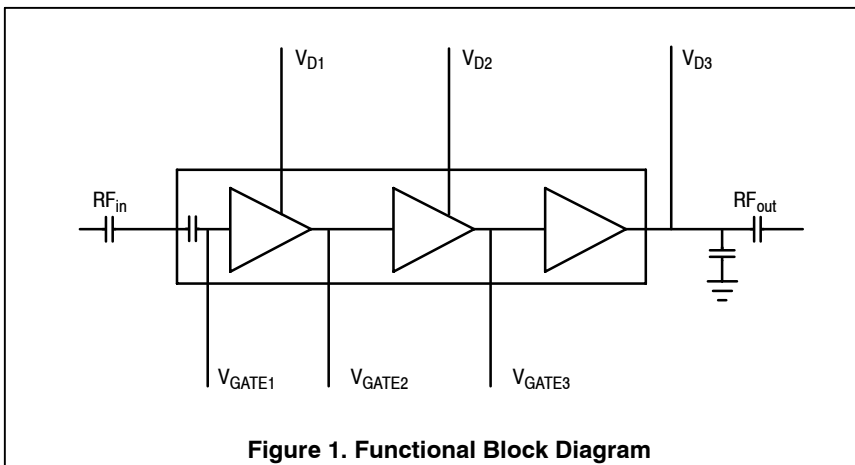 V_D1
V_D2
V_D3
RF_in
RF_out
V_GATE1
V_GATE2
V_GATE3
Figure 1. Functional Block Diagram